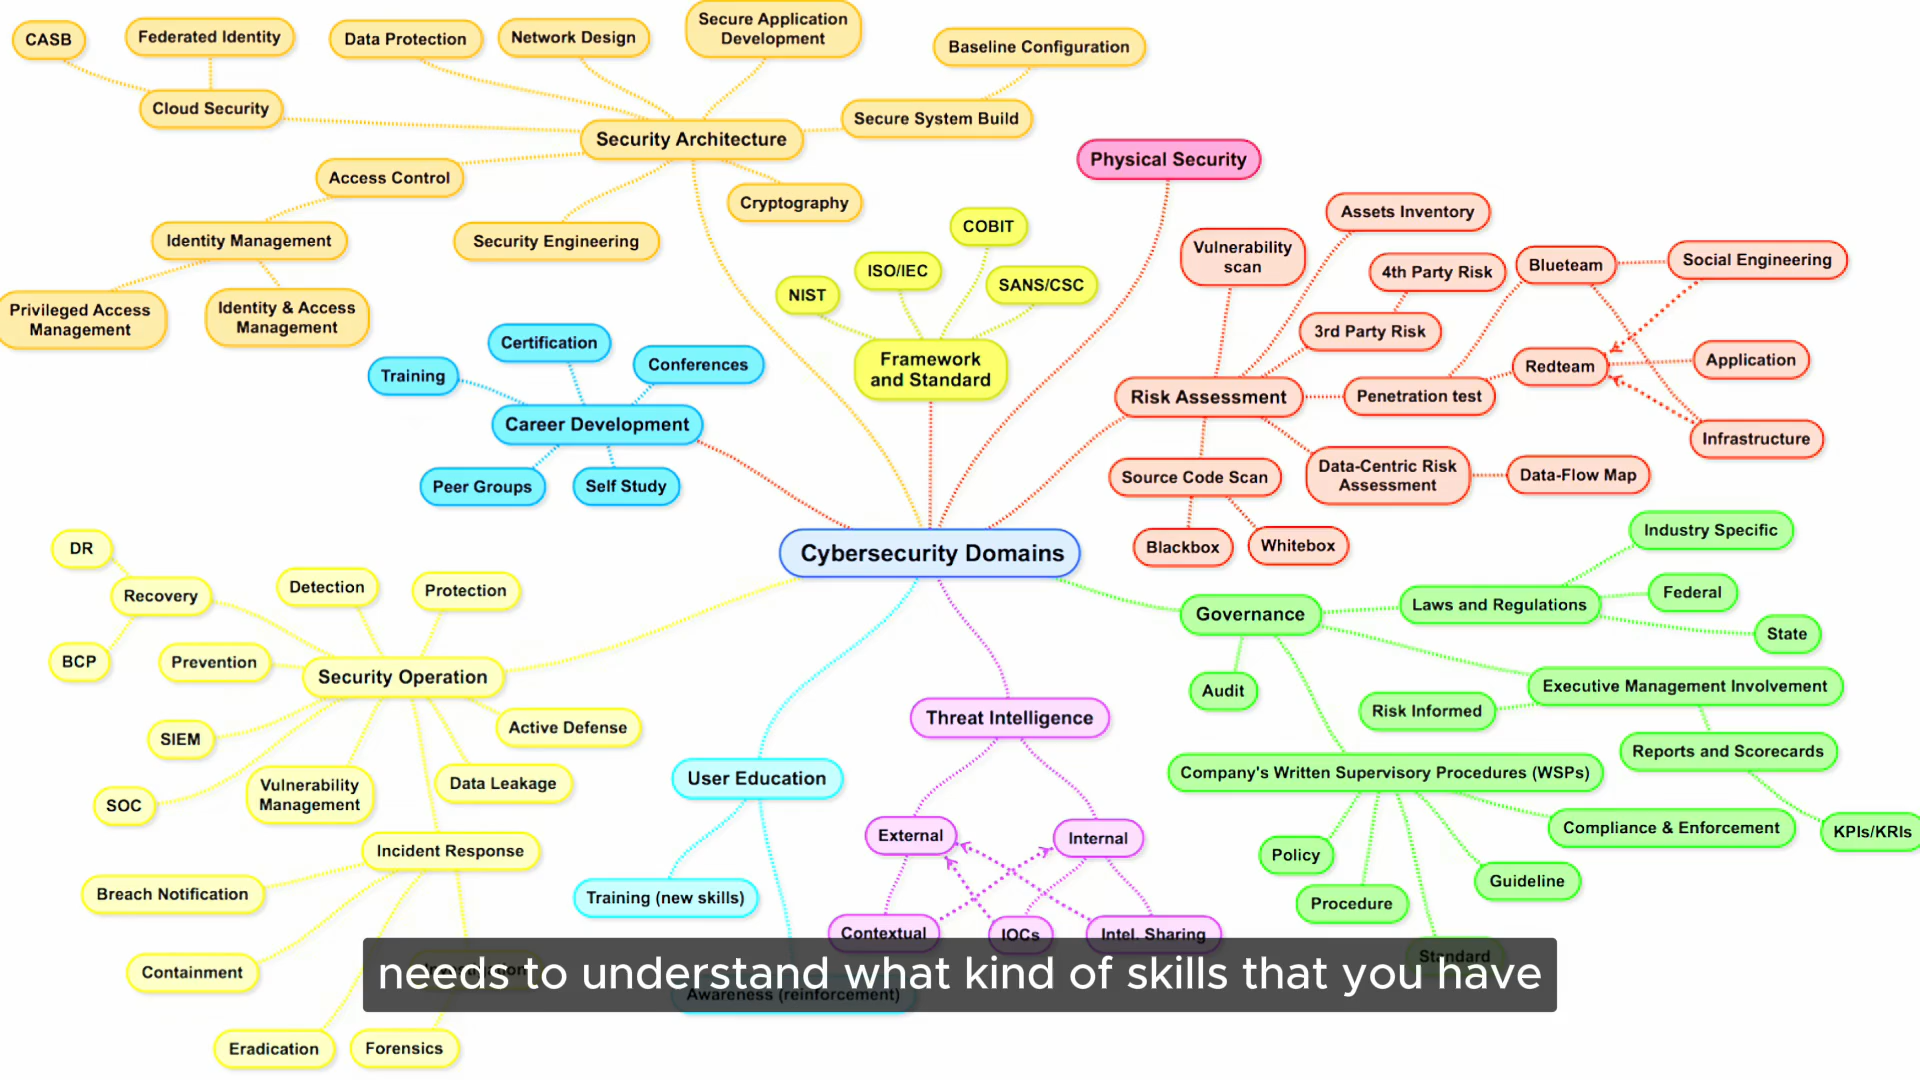 CASB
Federated Identity
Data Protection
Network Design
Secure Application
Development
Baseline Configuration
Cloud Security
Secure System Build
Security Architecture
Access Control
Cryptography
Identity Management
Security Engineering
Privileged Access
Management
Identity & Access
Management
Physical Security
COBIT
ISO/IEC
NIST
SANS/CSC
Framework
and Standard
Certification
Conferences
Training
Career Development
Peer Groups
Self Study
Assets Inventory
Vulnerability
scan
4th Party Risk
Blueteam
Social Engineering
3rd Party Risk
Redteam
Application
Risk Assessment
Penetration test
Infrastructure
Source Code Scan
Data-Centric Risk
Assessment
Data-Flow Map
Blackbox
Whitebox
Cybersecurity Domains
Industry Specific
Laws and Regulations
Federal
State
Governance
Audit
Executive Management Involvement
Risk Informed
Reports and Scorecards
KPIs/KRIs
Company's Written Supervisory Procedures (WSPs)
Compliance & Enforcement
Policy
Guideline
Procedure
Standard
DR
Recovery
BCP
Detection
Protection
Prevention
Security Operation
SIEM
Active Defense
SOC
Vulnerability
Management
Data Leakage
Incident Response
Breach Notification
Containment
Eradication
Forensics
User Education
Training (new skills)
Awareness (reinforcement)
Threat Intelligence
External
Internal
Contextual
IOCs
Intel. Sharing
needs to understand what kind of skills that you have